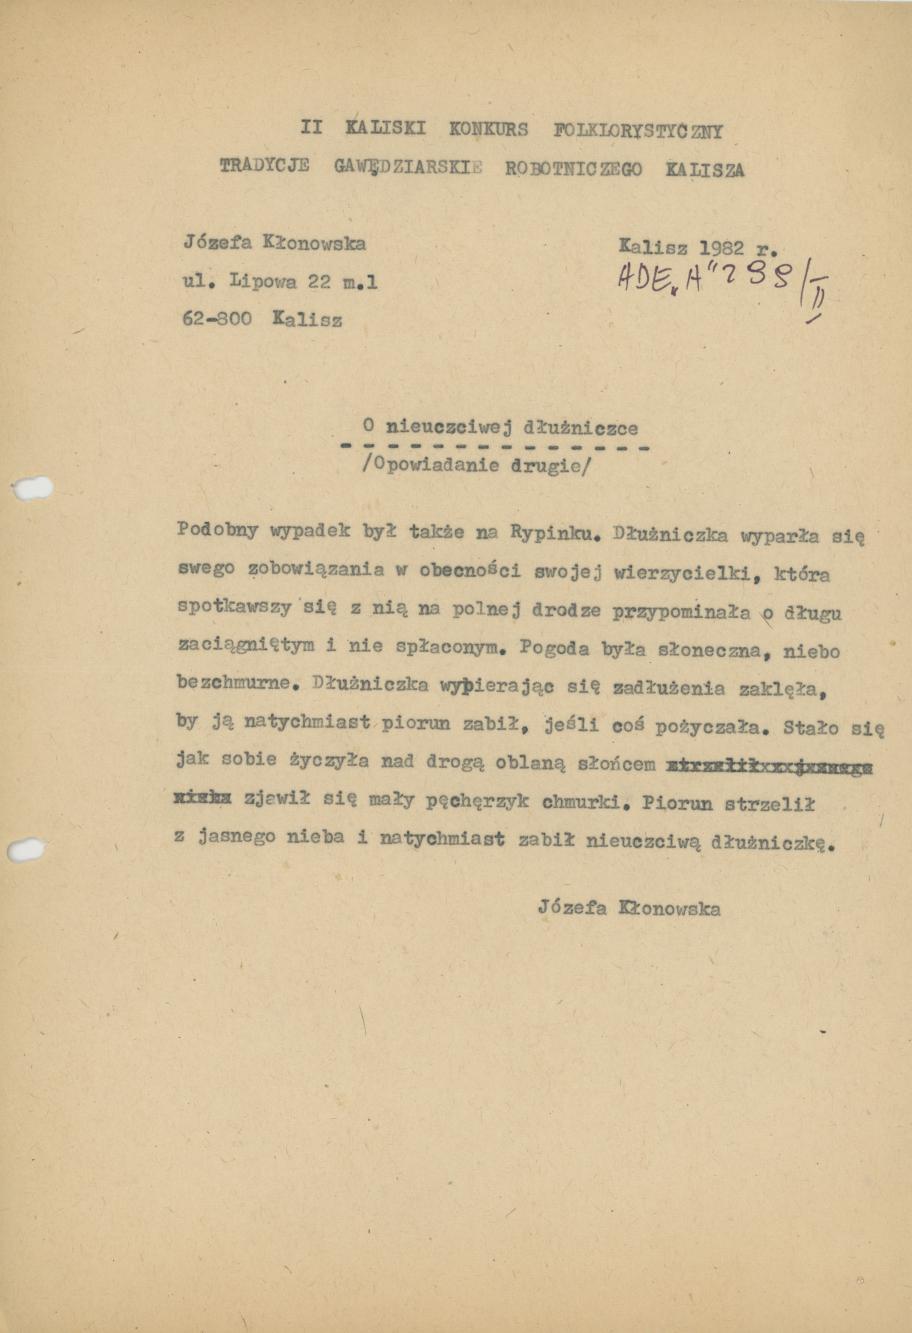 II KALISKI KONKURS FOLKLORYSTYCZNY
TRADYCJE GAWĘDZIARSKIE ROBOTNICZEGO KALISZA
Józefa Kłonowska
Kalisz 1982 r.
ul. Lipowa 22 m.1
ADE „A"
62-800 Kalisz
O nieuczciwej dłużniczce
/Opowiadanie drugie/
Podobny wypadek był także na Rypinku. Dłużniczka wyparła się
swego zobowiązania w obecności swojej wierzycielki, która
spotkawszy się z nią na polnej drodze przypominała o długu
zaciągniętym i nie spłaconym. Pogoda była słoneczna, niebo
bezchmurne. Dłużniczka wypierając się zadłużenia zaklęła,
by ją natychmiast piorun zabił, jeśli coś pożyczała. Stało się
jak sobie życzyła nad drogą oblaną słońcem
zjawił się mały pęchęrzyk chmurki. Piorun strzelił
z jasnego nieba i natychmiast zabił nieuczciwą dłużniczkę.
Józefa Kłonowska